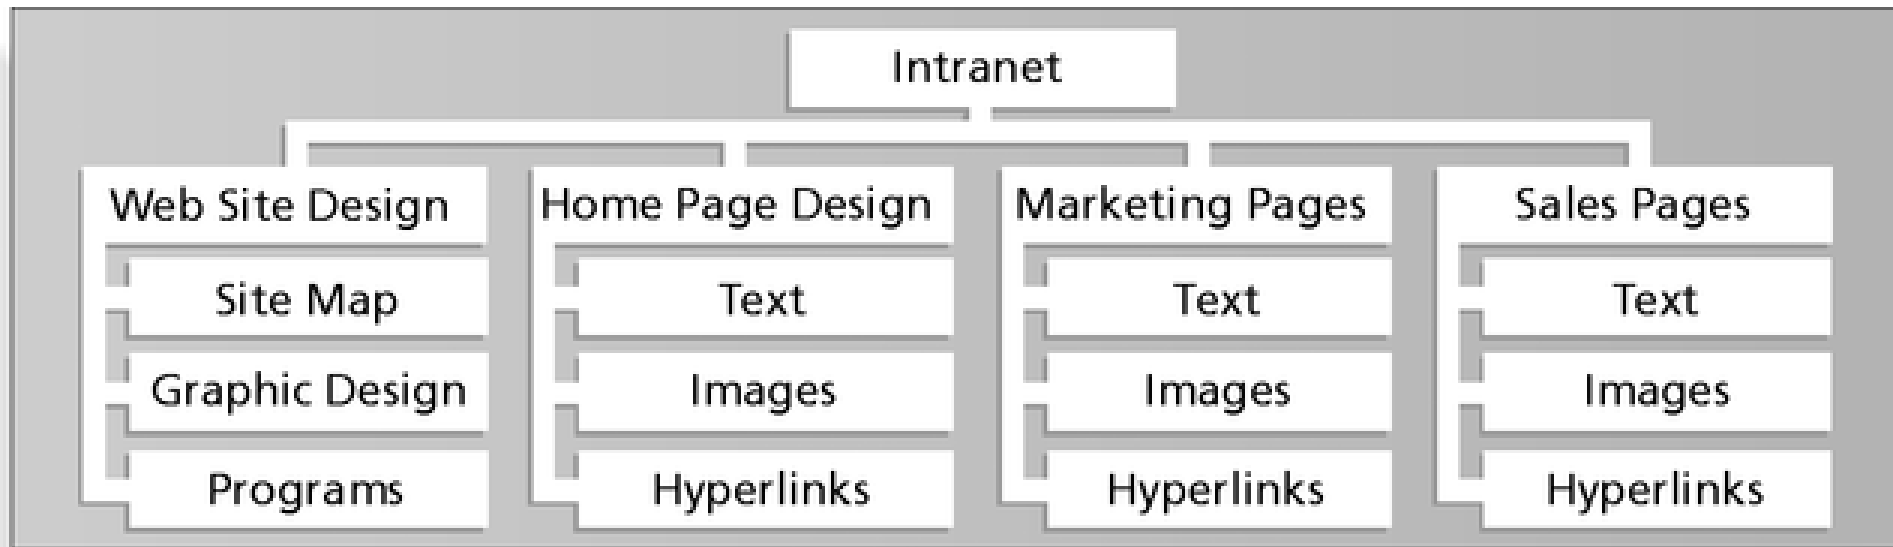 Intranet
Web Site Design
Home Page Design
Marketing Pages
Sales Pages
Site Map
Text
Text
Text
Graphic Design
Images
Images
Images
Programs
Hyperlinks
Hyperlinks
Hyperlinks